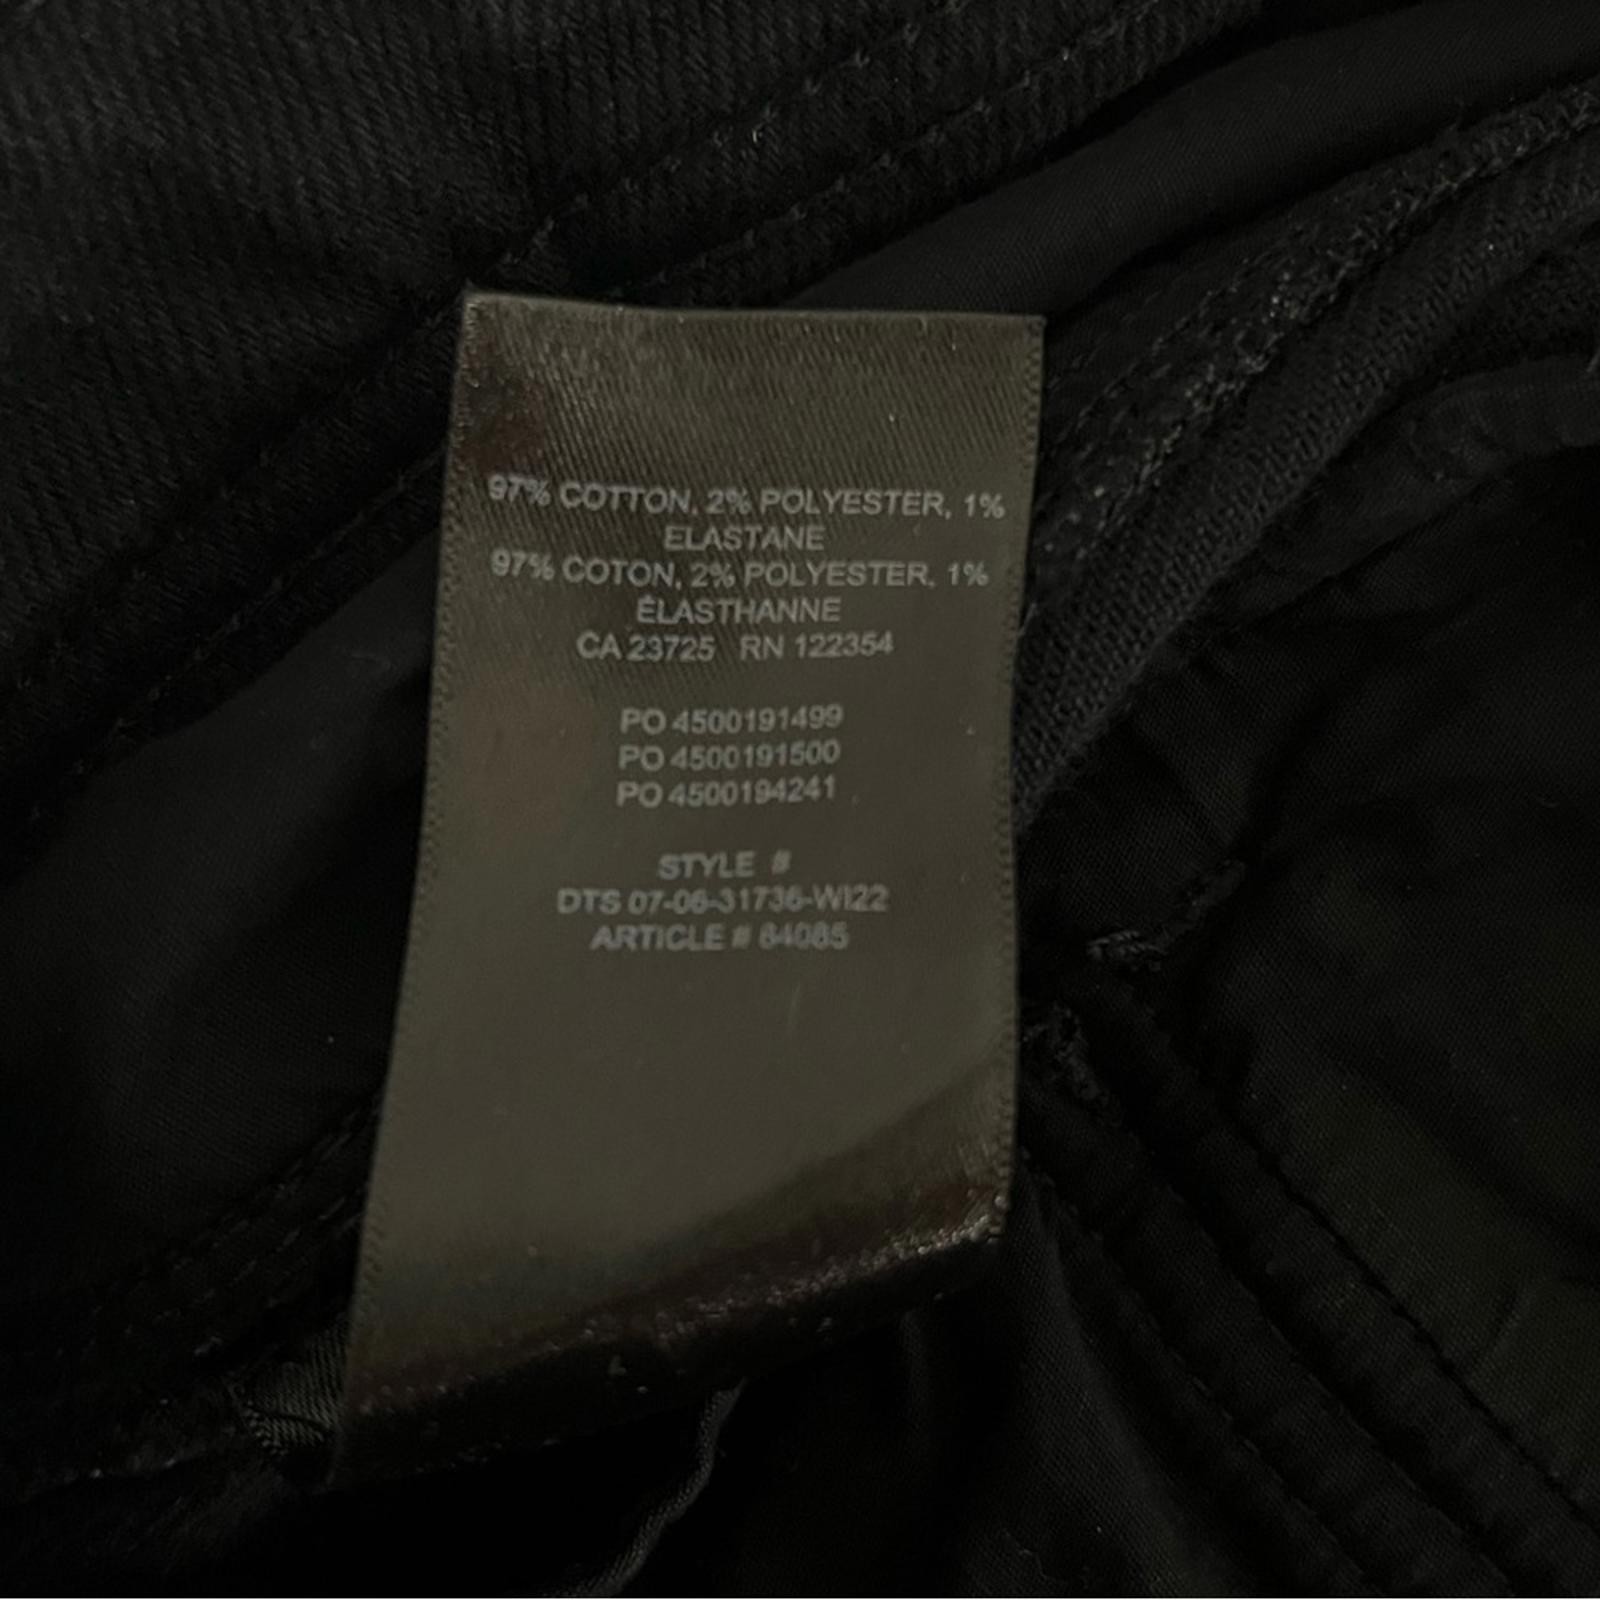 97% COTTON, 2% POLYESTER, 1%
ELASTANE
97% COTON, 2% POLYESTER, 1%
ÉLASTHANNE
CA 23725 RN 122354
PO 4500191499
PO 4500191500
PO 4500194241
STYLE #
DTS 07-06-31736-WI22
ARTICLE # 64085